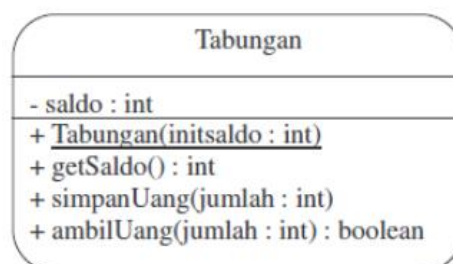 Tabungan
- saldo : int
+ Tabungan(initsaldo : int)
+ getSaldo() : int
+ simpanUang(jumlah : int)
+ ambilUang(jumlah : int) : boolean